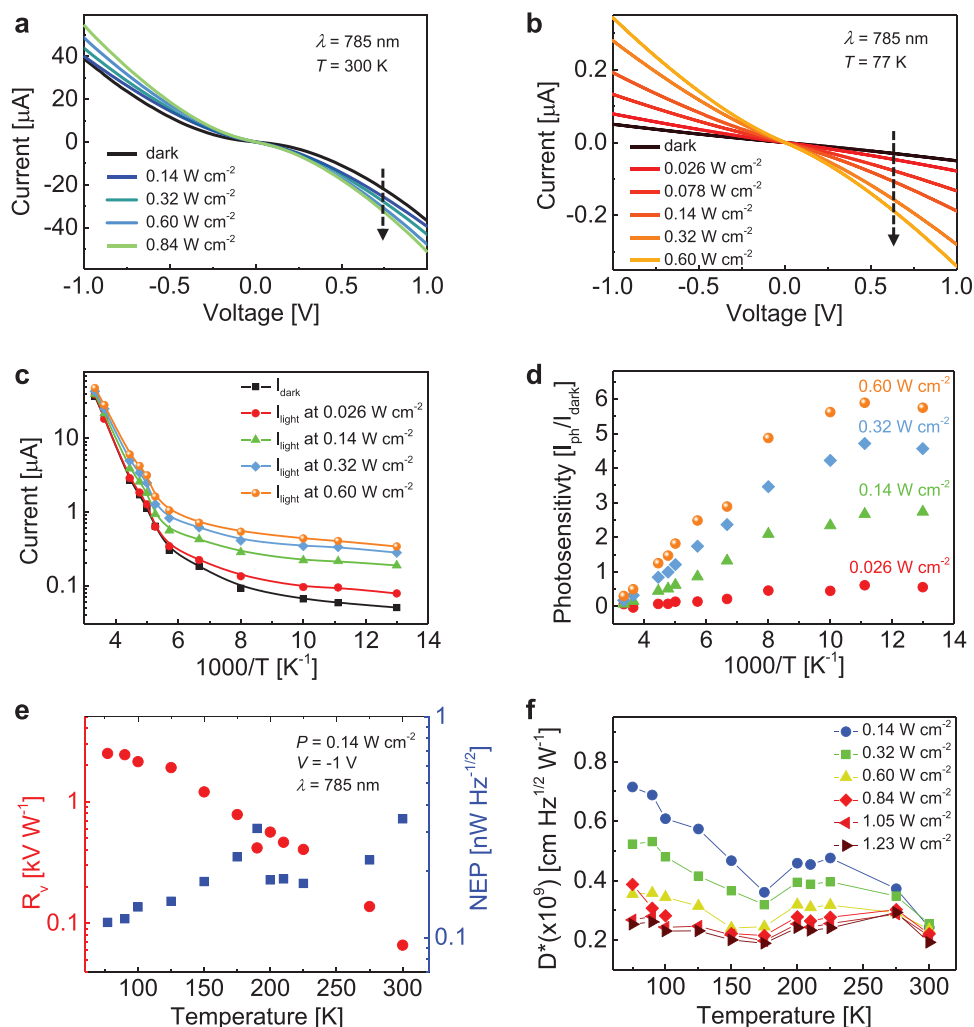 a
Current [µA]
40
20
0
-20
-40
-1.0
-0.5
0.0
0.5
1.0
Voltage [V]
λ = 785 nm
T = 300 K
dark
0.14 W cm-2
0.32 W cm-2
0.60 W cm-2
0.84 W cm-2
b
Current [µA]
0.2
0.0
-0.2
-1.0
-0.5
0.0
0.5
1.0
Voltage [V]
λ = 785 nm
T = 77 K
dark
0.026 W cm-2
0.078 W cm-2
0.14 W cm-2
0.32 W cm-2
0.60 W cm-2
c
Current [µA]
10
1
0.1
4
6
8
10
12
14
1000/T [K-1]
Idark
Ilight at 0.026 W cm-2
Ilight at 0.14 W cm-2
Ilight at 0.32 W cm-2
Ilight at 0.60 W cm-2
d
Photosensitivty [Iph/Idark]
6
5
4
3
2
1
0
4
6
8
10
12
14
1000/T [K-1]
0.60 W cm-2
0.32 W cm-2
0.14 W cm-2
0.026 W cm-2
e
Rv [kV W-1]
1
0.1
NEP [nW Hz-1/2]
1
0.1
100
150
200
250
300
Temperature [K]
P = 0.14 W cm-2
V = -1 V
λ = 785 nm
f
D*(x109) [cm Hz1/2 W-1]
0.8
0.6
0.4
0.2
100
150
200
250
300
Temperature [K]
0.14 W cm-2
0.32 W cm-2
0.60 W cm-2
0.84 W cm-2
1.05 W cm-2
1.23 W cm-2